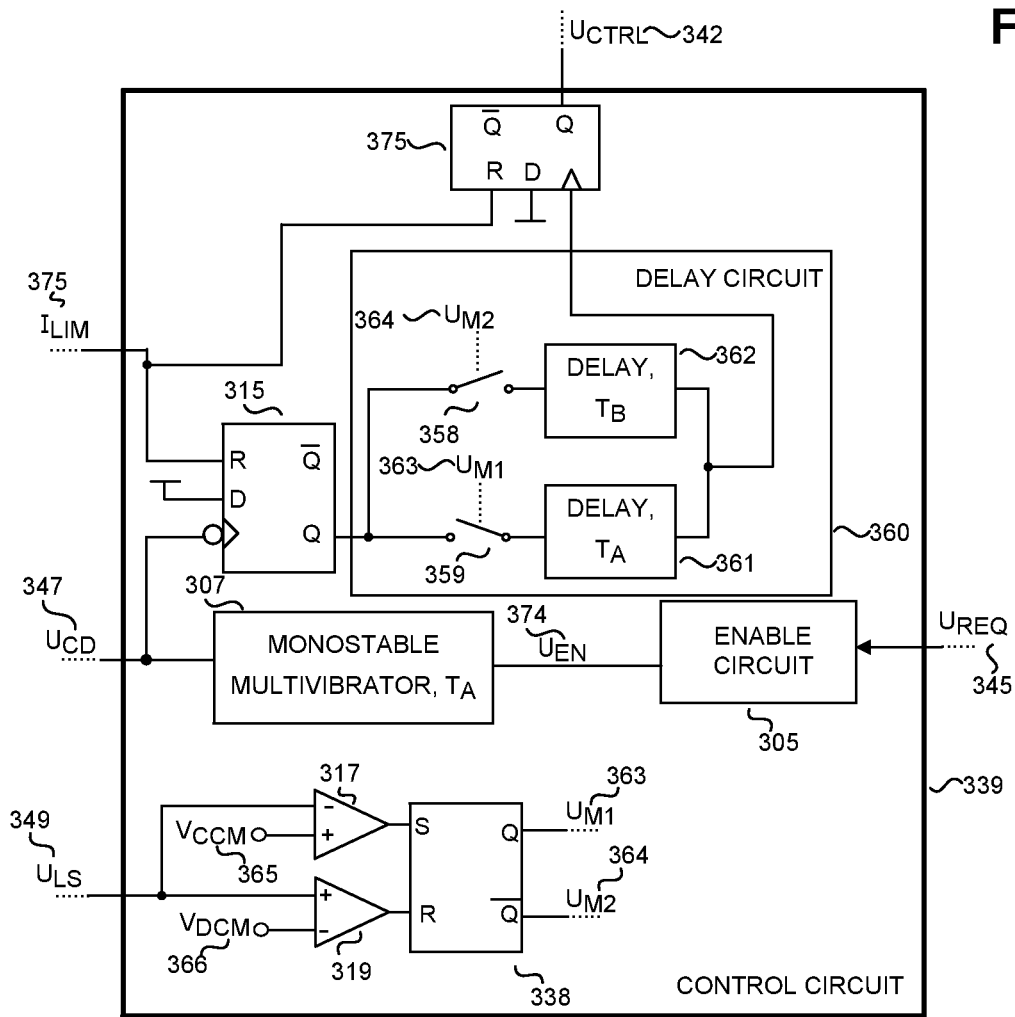 UCTRL 342
F
Q̅ Q
375
R D
DELAY CIRCUIT
375
ILIM
364 UM2
362
DELAY,
TB
358
315
R Q̅
D
Q
363 UM1
DELAY,
TA
359
361
360
347
UCD
307
MONOSTABLE
MULTIVIBRATOR, TA
374
UEN
ENABLE
CIRCUIT
305
UREQ
345
339
349
ULS
317
-
+
VCCM
365
+
-
VDCM
366
319
S
Q
R
Q̅
338
363
UM1
364
UM2
CONTROL CIRCUIT